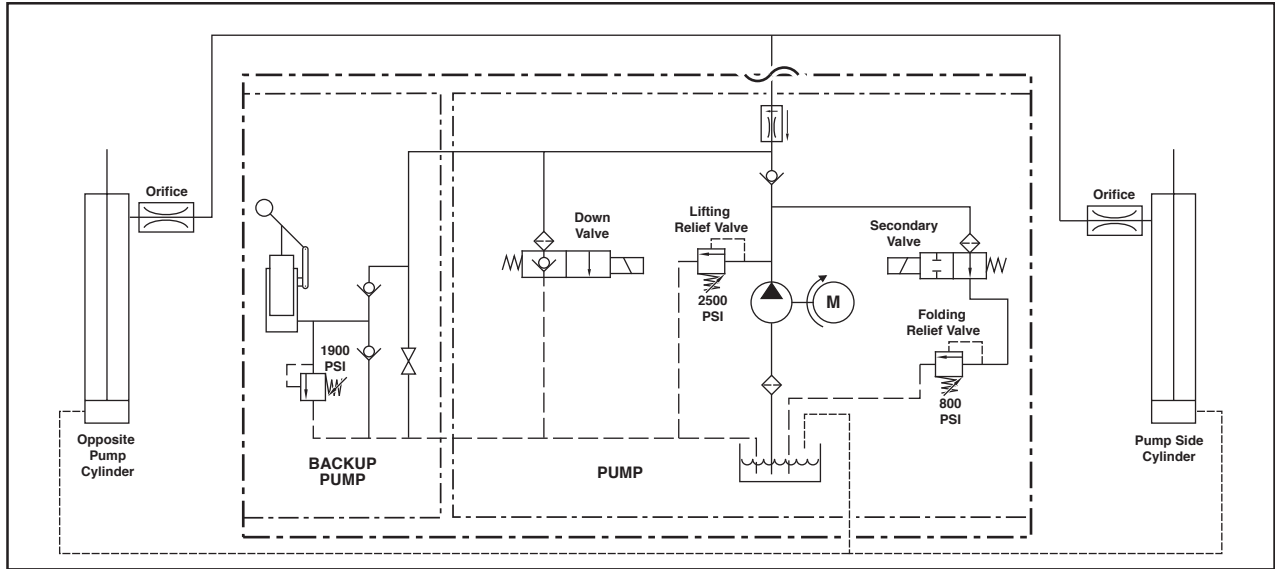 Orifice
Opposite
Pump
Cylinder
1900
PSI
BACKUP
PUMP
Down
Valve
Lifting
Relief Valve
2500
PSI
M
PUMP
Secondary
Valve
Folding
Relief Valve
800
PSI
Orifice
Pump Side
Cylinder